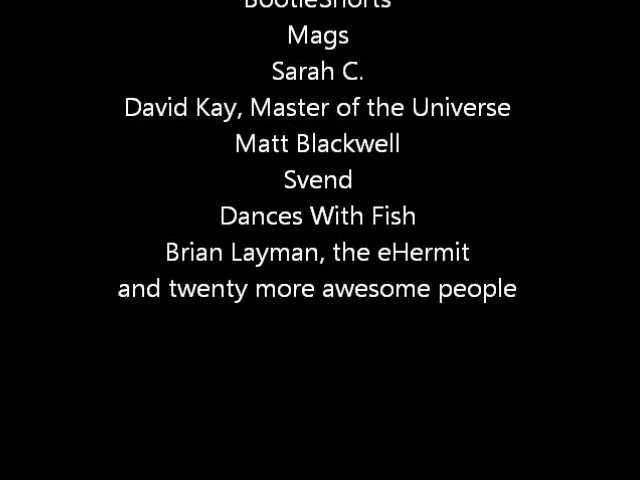 BootieShorts
Mags
Sarah C.
David Kay, Master of the Universe
Matt Blackwell
Svend
Dances With Fish
Brian Layman, the eHermit
and twenty more awesome people